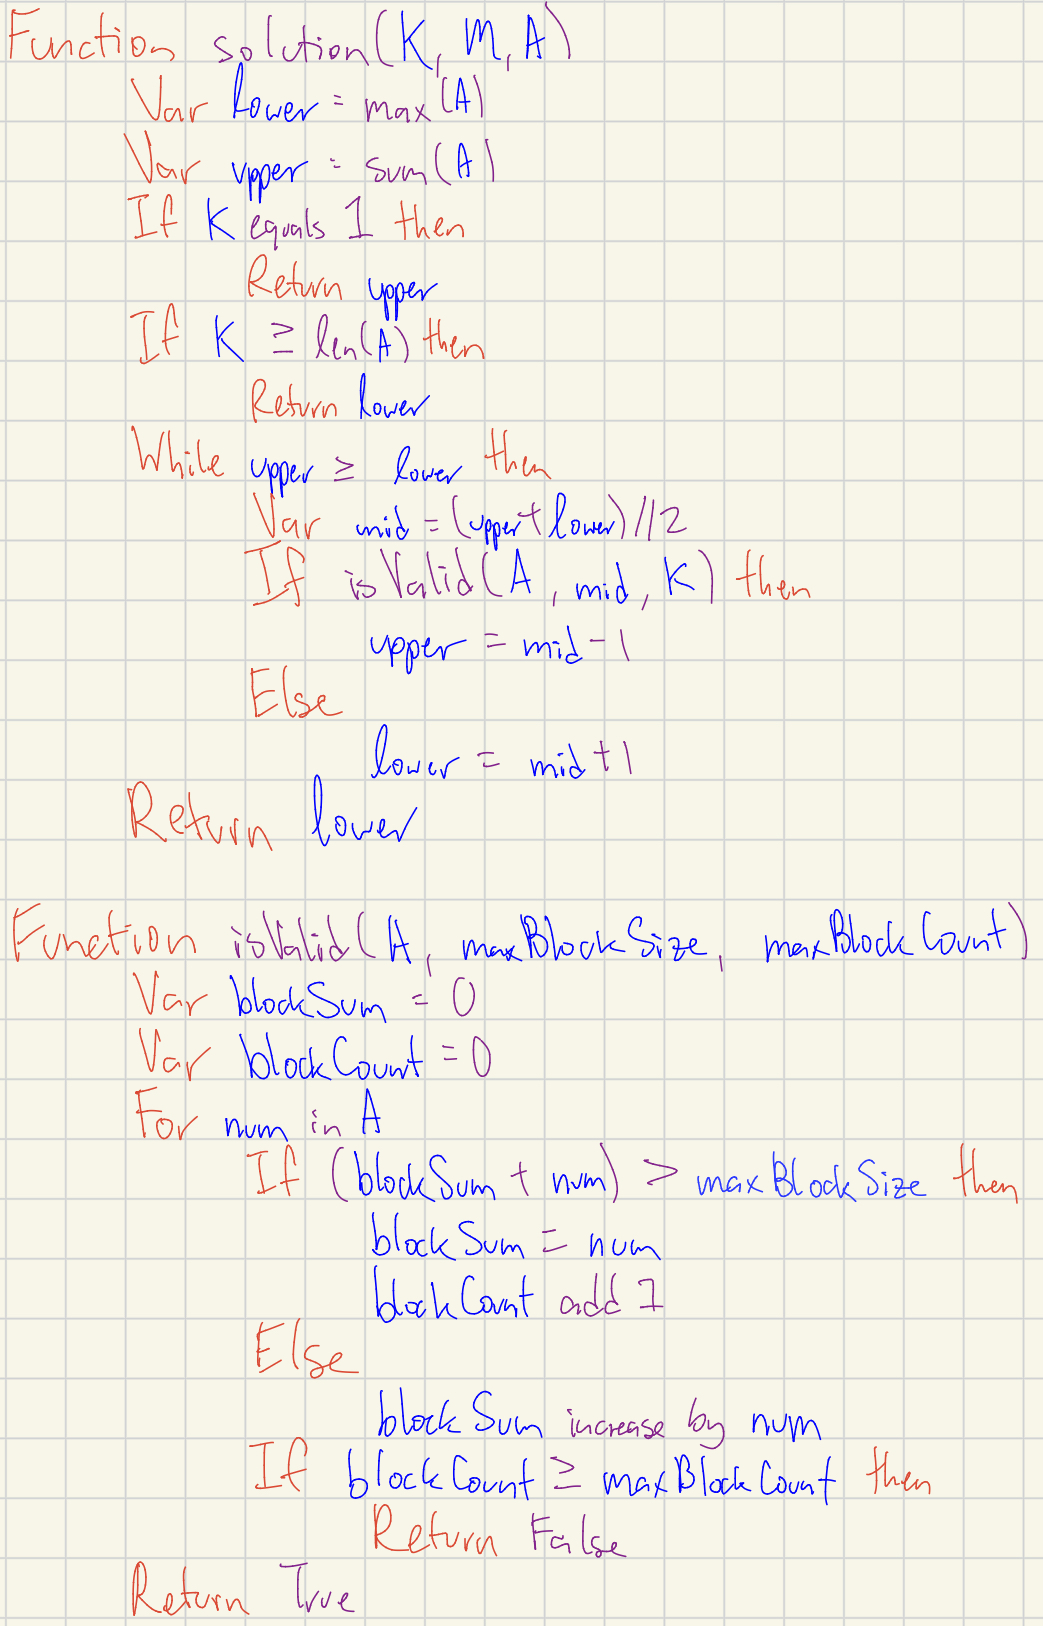 Function solution(K, M, A)
Var lower = max(A)
Var upper = sum(A)
If K equals 1 then
Return upper
If K ≥ len(A) then
Return lower
While upper ≥ lower then
Var mid = (upper + lower) // 2
If isValid(A, mid, K) then
upper = mid - 1
Else
lower = mid + 1
Return lower
Function isValid(A, maxBlockSize, maxBlockCount)
Var blockSum = 0
Var blockCount = 0
For num in A
If (blockSum + num) > maxBlockSize then
blockSum = num
blockCount add 1
Else
blockSum increase by num
If blockCount ≥ maxBlockCount then
Return False
Return True